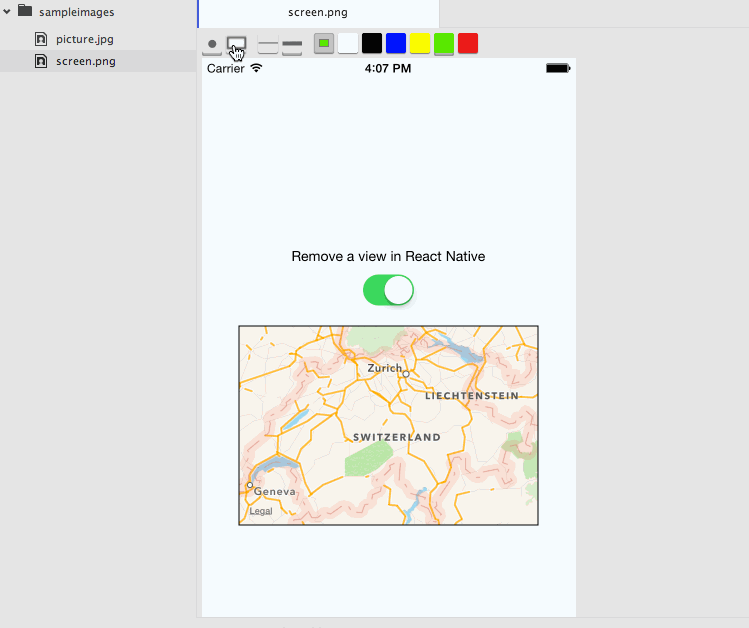 sampleimages
picture.jpg
screen.png
screen.png
Carrier 4:07 PM
Remove a view in React Native
Zurich
LIECHTENSTEIN
SWITZERLAND
Geneva
Legal